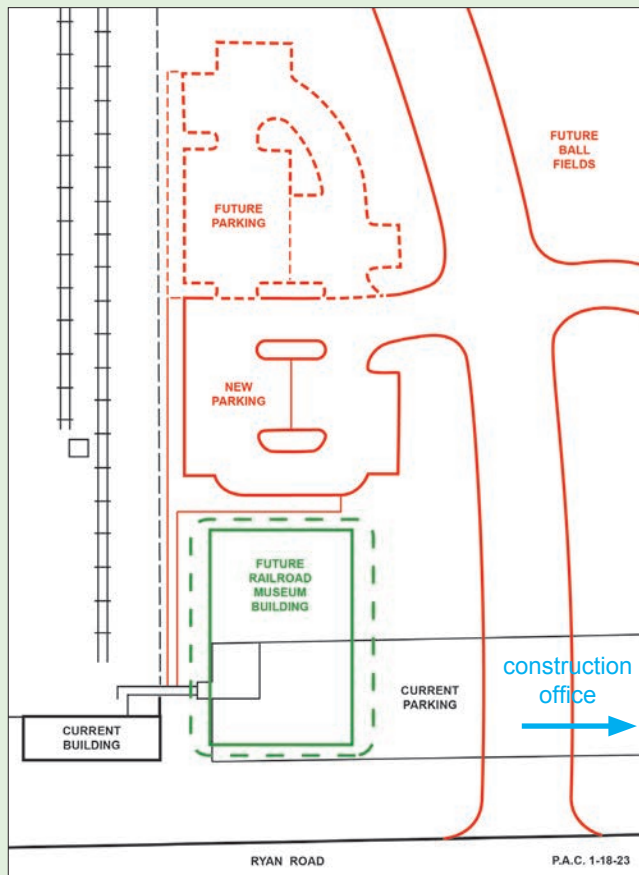 FUTURE
BALL
FIELDS
FUTURE
PARKING
NEW
PARKING
FUTURE
RAILROAD
MUSEUM
BUILDING
construction
office
CURRENT
PARKING
CURRENT
BUILDING
RYAN ROAD
P.A.C. 1-18-23